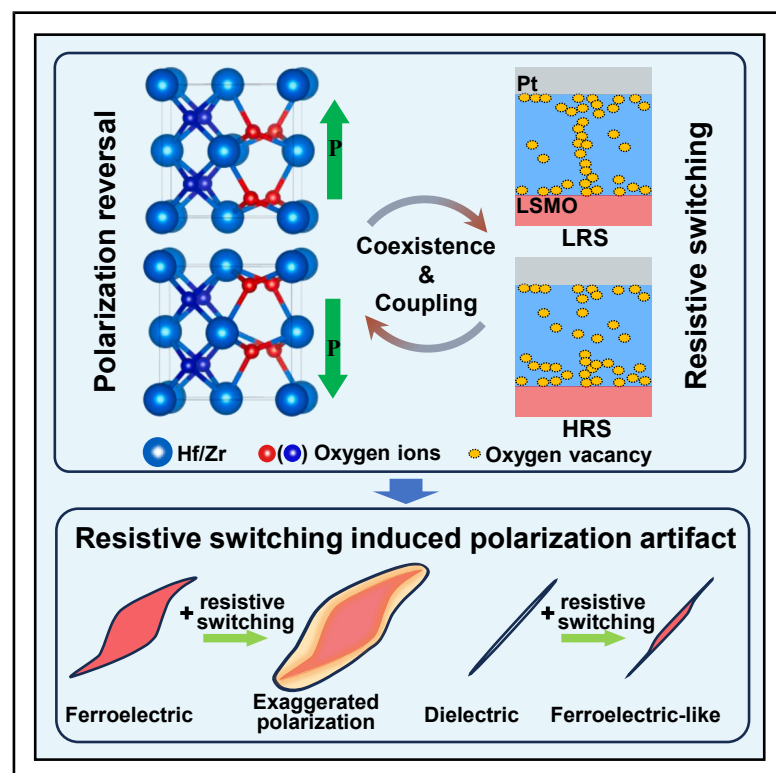 Polarization reversal
P
P
Coexistence
&
Coupling
Pt
LSMO
LRS
HRS
Resistive switching
Hf/Zr
( ) Oxygen ions
Oxygen vacancy
Resistive switching induced polarization artifact
+ resistive
switching
+ resistive
switching
Ferroelectric
Exaggerated
polarization
Dielectric
Ferroelectric-like